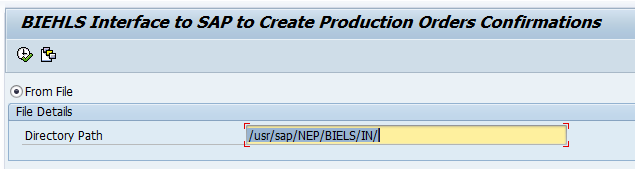 BIEHLS Interface to SAP to Create Production Orders Confirmations
From File
File Details
Directory Path /usr/sap/NEP/BIELS/IN/